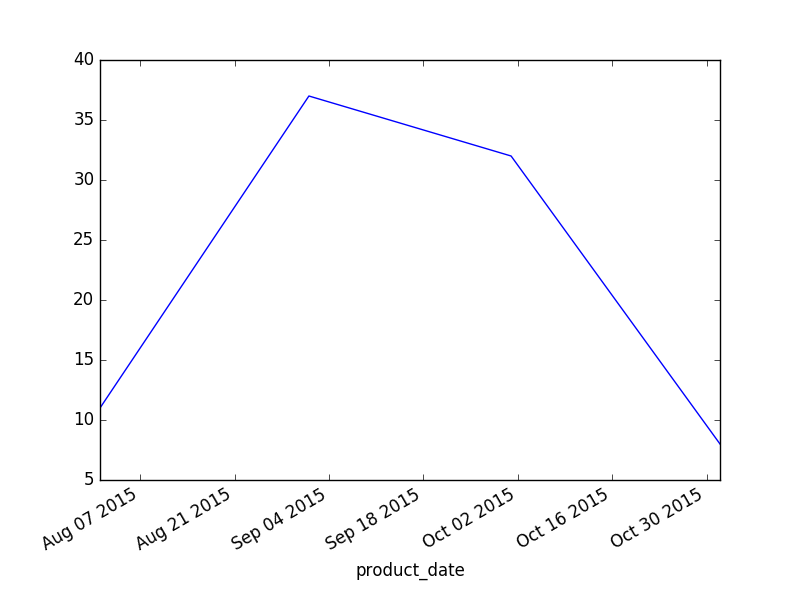 40
35
30
25
20
15
10
5
Aug 07 2015
Aug 21 2015
Sep 04 2015
Sep 18 2015
Oct 02 2015
Oct 16 2015
Oct 30 2015
product_date